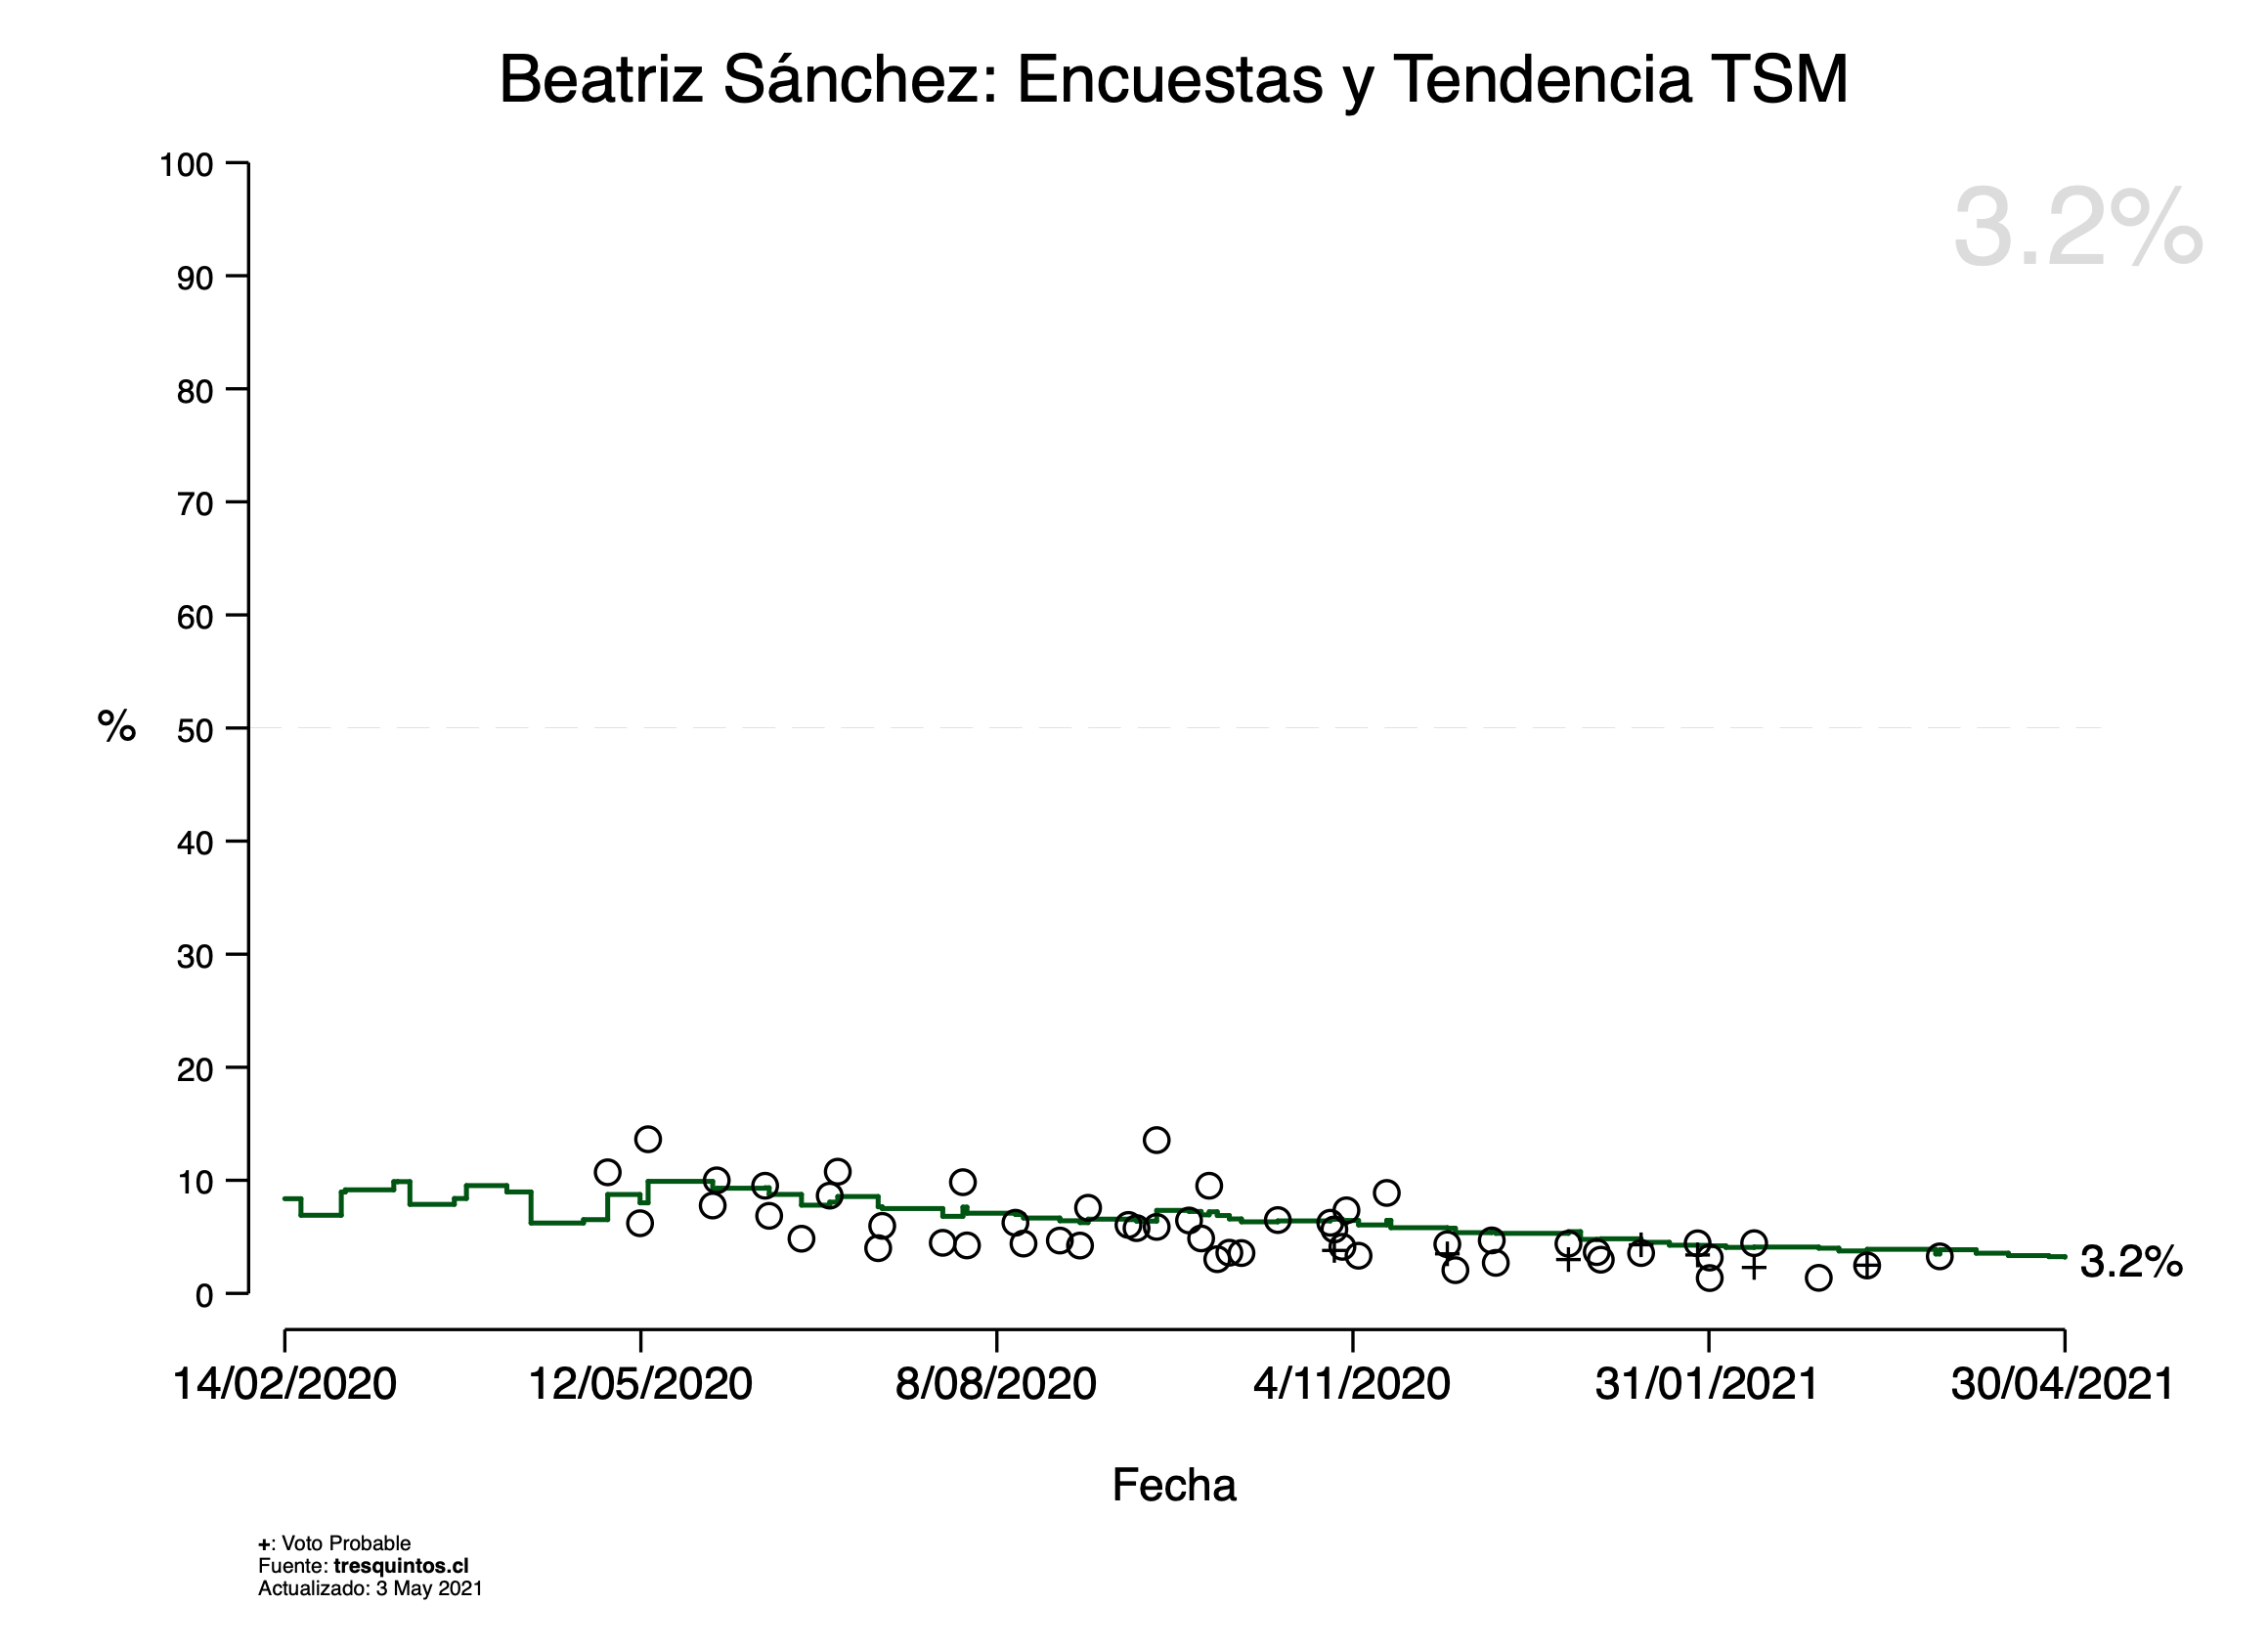 Beatriz Sánchez: Encuestas y Tendencia TSM
3.2%
100
90
80
70
60
50
40
30
20
10
0
%
3.2%
14/02/2020 12/05/2020 8/08/2020 4/11/2020 31/01/2021 30/04/2021
Fecha
+: Voto Probable
Fuente: tresquintos.cl
Actualizado: 3 May 2021